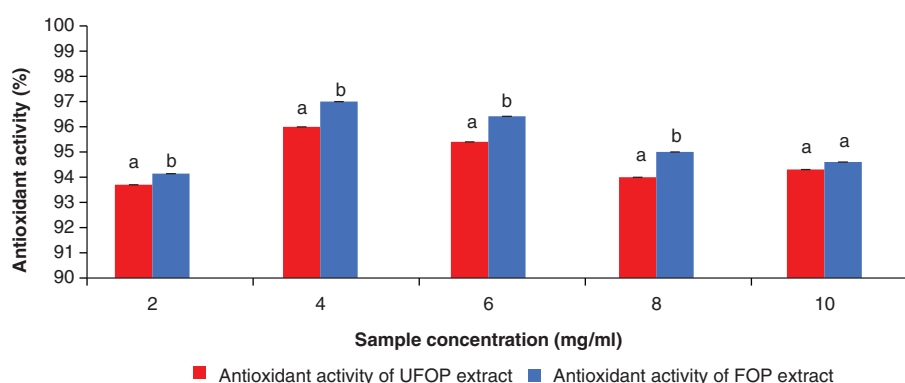 100
99
98
97
96
95
94
93
92
91
90
Antioxidant activity (%)
a b
a b
a b
a b
a a
2 4 6 8 10
Sample concentration (mg/ml)
Antioxidant activity of UFOP extract Antioxidant activity of FOP extract